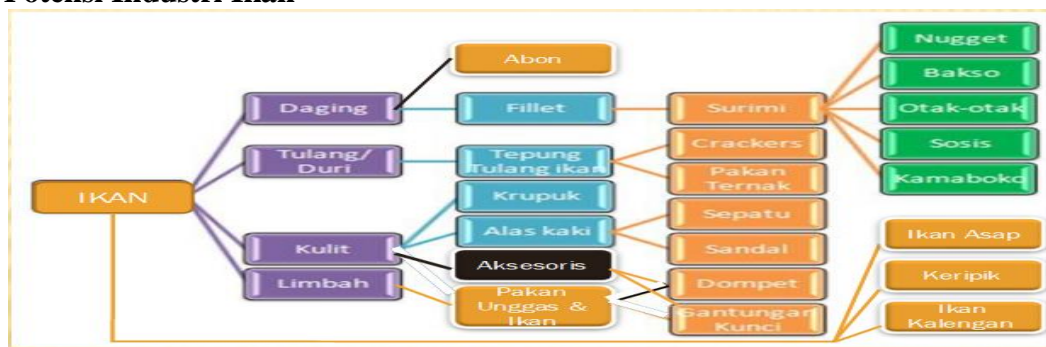 Potensi Industri Ikan
IKAN
Daging
Tulang/
Duri
Kulit
Limbah
Abon
Fillet
Tepung
Tulang ikan
Krupuk
Alas kaki
Aksesoris
Pakan
Unggas &
Ikan
Surimi
Crackers
Pakan
Ternak
Sepatu
Sandal
Dompet
Gantungan
Kunci
Nugget
Bakso
Otak-otak
Sosis
Kamaboko
Ikan Asap
Keripik
Ikan
Kalengan